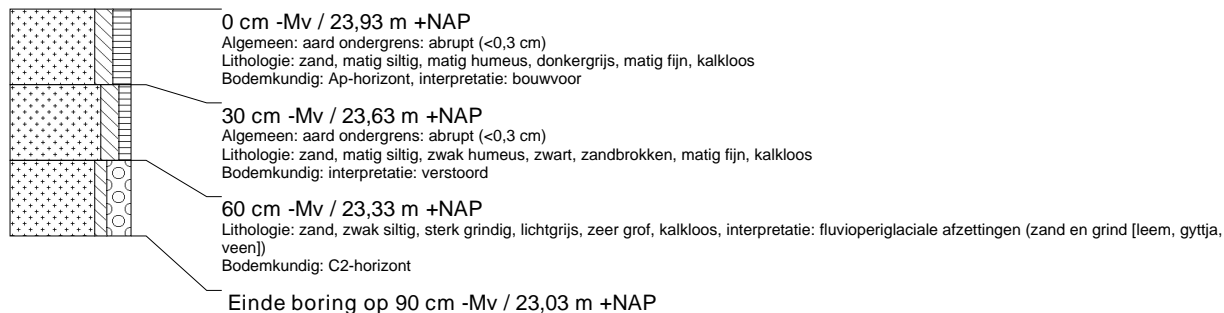 0 cm -Mv / 23,93 m +NAP
Algemeen: aard ondergrens: abrupt (<0,3 cm)
Lithologie: zand, matig siltig, matig humeus, donkergrijs, matig fijn, kalkloos
Bodemkundig: Ap-horizont, interpretatie: bouwvoor
30 cm -Mv / 23,63 m +NAP
Algemeen: aard ondergrens: abrupt (<0,3 cm)
Lithologie: zand, matig siltig, zwak humeus, zwart, zandbrokken, matig fijn, kalkloos
Bodemkundig: interpretatie: verstoord
60 cm -Mv / 23,33 m +NAP
Lithologie: zand, zwak siltig, sterk grindig, lichtgrijs, zeer grof, kalkloos, interpretatie: fluvioperiglaciale afzettingen (zand en grind [leem, gyttja,
veen])
Bodemkundig: C2-horizont
Einde boring op 90 cm -Mv / 23,03 m +NAP